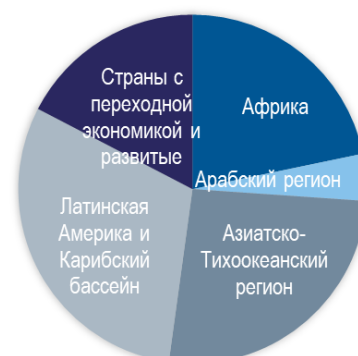 Страны с
переходной
экономикой и
развитые
Африка
Арабский регион
Азиатско-
Тихоокеанский
регион
Латинская
Америка и
Карибский
бассейн